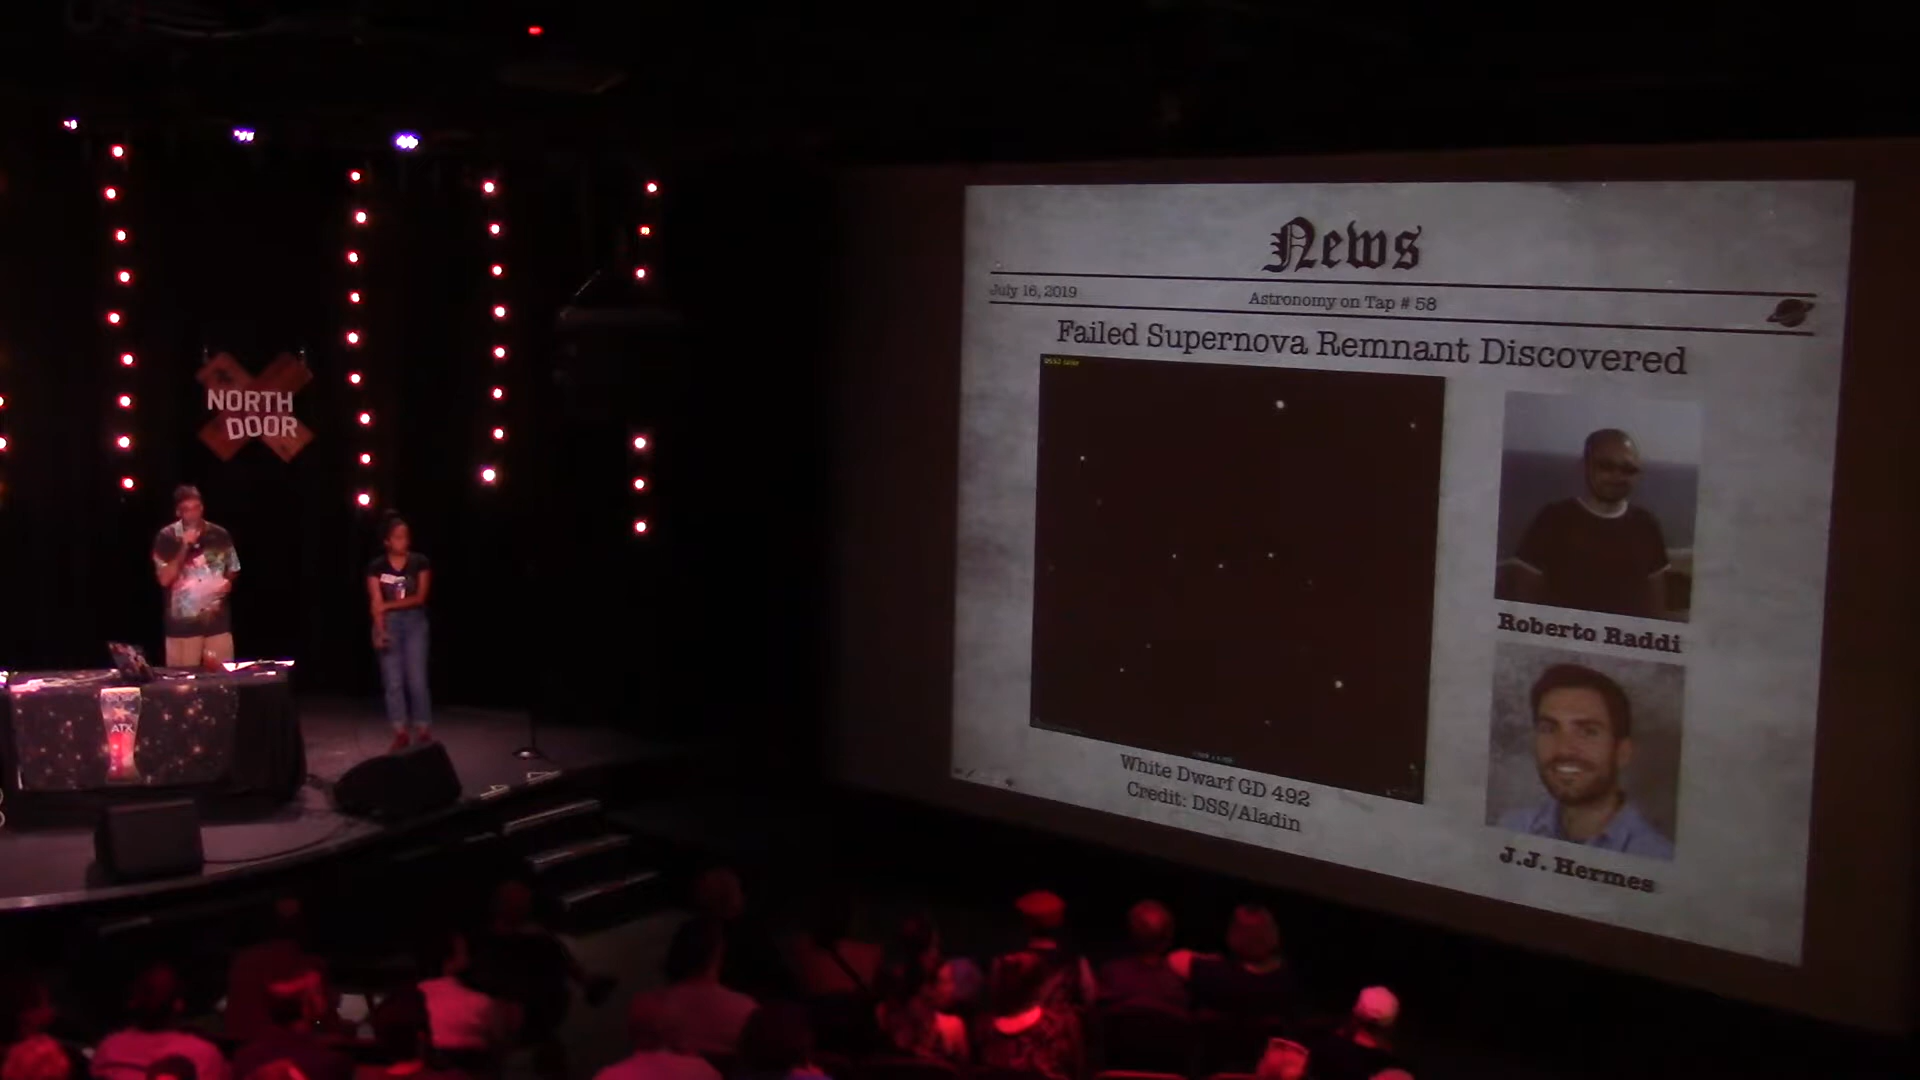 NORTH
DOOR
ATX
News
July 16, 2019
Astronomy on Tap # 58
Failed Supernova Remnant Discovered
White Dwarf GD 492
Credit: DSS/Aladin
Roberto Raddi
J.J. Hermes